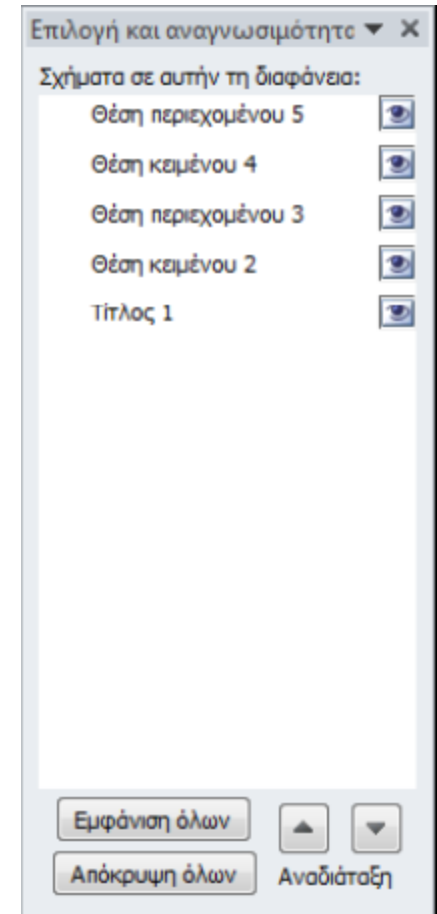 Επιλογή και αναγνωσιμότητα
Σχήματα σε αυτήν τη διαφάνεια:
Θέση περιεχομένου 5
Θέση κειμένου 4
Θέση περιεχομένου 3
Θέση κειμένου 2
Τίτλος 1
Εμφάνιση όλων
Απόκρυψη όλων
Αναδιάταξη